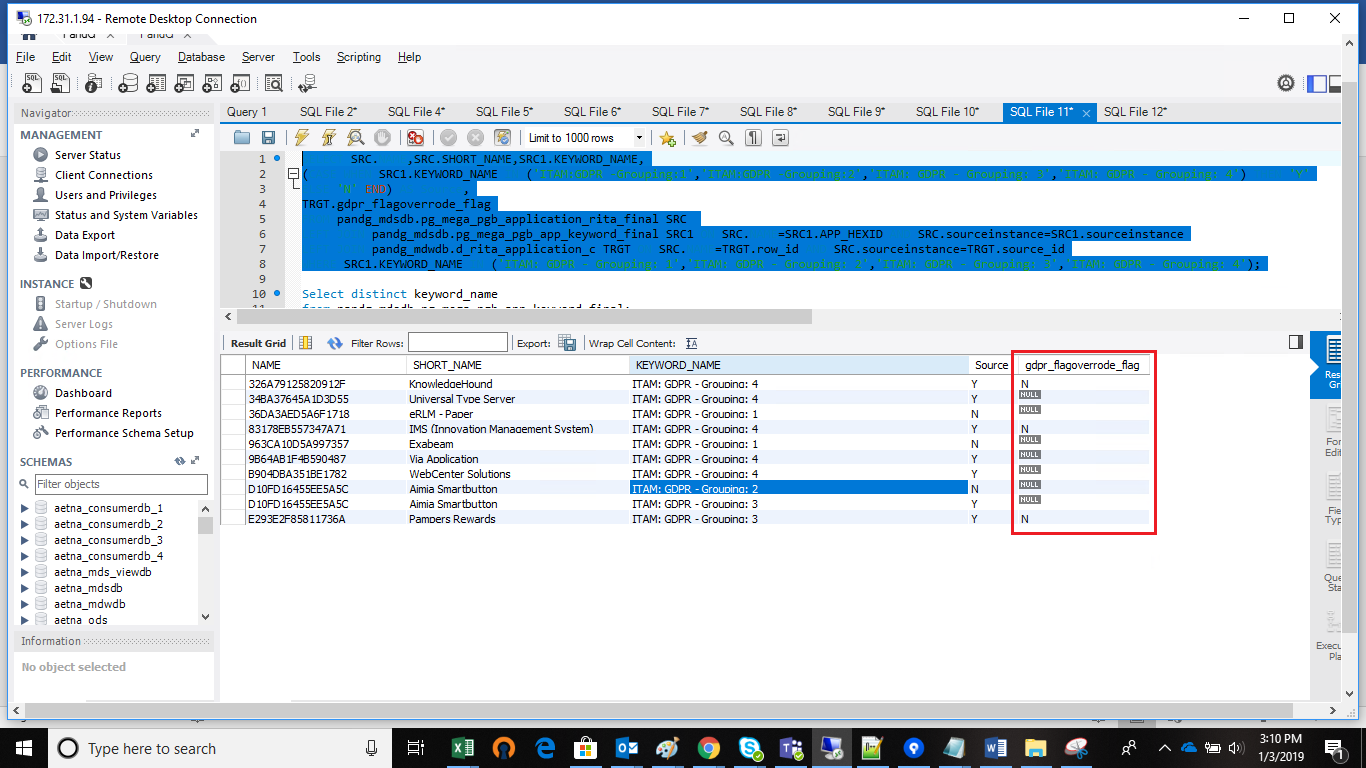 172.31.1.94 - Remote Desktop Connection
File Edit View Query Database Server Tools Scripting Help
Navigator
MANAGEMENT
Server Status
Client Connections
Users and Privileges
Status and System Variables
Data Export
Data Import/Restore
INSTANCE
Startup / Shutdown
Server Logs
Options File
PERFORMANCE
Dashboard
Performance Reports
Performance Schema Setup
SCHEMAS
Filter objects
aetna_consumerdb_1
aetna_consumerdb_2
aetna_consumerdb_3
aetna_consumerdb_4
aetna_mds_viewdb
aetna_mdsdb
aetna_mdwdb
aetna_ods
Information
No object selected
Query 1 SQL File 2* SQL File 4* SQL File 5* SQL File 6* SQL File 7* SQL File 8* SQL File 9* SQL File 10* SQL File 11* SQL File 12*
Limit to 1000 rows
1 SRC. ,SRC.SHORT_NAME,SRC1.KEYWORD_NAME,
2 ( SRC1.KEYWORD_NAME ('ITAM:GDPR -Grouping:1','ITAM:GDPR -Grouping:2','ITAM: GDPR - Grouping: 3','ITAM: GDPR - Grouping: 4') 'Y'
3 'N' END) ,
4 TRGT.gdpr_flagoverrode_flag
5 pandg_mdsdb.pg_mega_pgb_application_rita_final SRC
6 pandg_mdsdb.pg_mega_pgb_app_keyword_final SRC1 SRC. =SRC1.APP_HEXID SRC.sourceinstance=SRC1.sourceinstance
7 pandg_mdwdb.d_rita_application_c TRGT SRC. =TRGT.row_id SRC.sourceinstance=TRGT.source_id
8 SRC1.KEYWORD_NAME ('ITAM: GDPR - Grouping: 1','ITAM: GDPR - Grouping: 2','ITAM: GDPR - Grouping: 3','ITAM: GDPR - Grouping: 4');
9
10 Select distinct keyword_name
11 from pandg_mdsdb.pg_mega_pgb_app_keyword_final;
Result Grid Filter Rows: Export: Wrap Cell Content:
NAME SHORT_NAME KEYWORD_NAME Source gdpr_flagoverrode_flag
326A79125820912F KnowledgeHound ITAM: GDPR - Grouping: 4 Y N
34BA37645A1D3D55 Universal Type Server ITAM: GDPR - Grouping: 4 Y NULL
36DA3AED5A6F1718 eRLM - Paper ITAM: GDPR - Grouping: 1 N NULL
83178EB557347A71 IMS (Innovation Management System) ITAM: GDPR - Grouping: 4 Y N
963CA10D5A997357 Exabeam ITAM: GDPR - Grouping: 1 N NULL
9B64AB1F4B590487 Via Application ITAM: GDPR - Grouping: 4 Y NULL
B904DBA351BE1782 WebCenter Solutions ITAM: GDPR - Grouping: 4 Y NULL
D10FD16455EE5A5C Aimia Smartbutton ITAM: GDPR - Grouping: 2 N NULL
D10FD16455EE5A5C Aimia Smartbutton ITAM: GDPR - Grouping: 3 Y NULL
E293E2F85811736A Pampers Rewards ITAM: GDPR - Grouping: 3 Y N
Type here to search
3:10 PM
1/3/2019
1